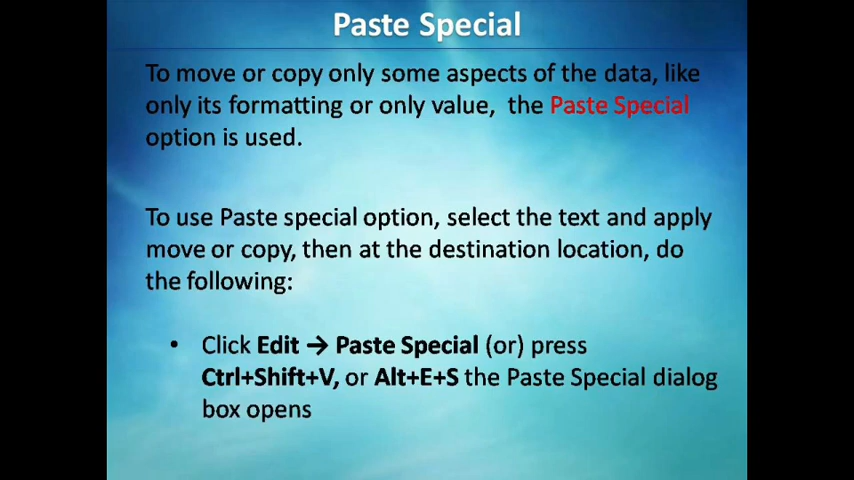 Paste Special
To move or copy only some aspects of the data, like
only its formatting or only value, the Paste Special
option is used.
To use Paste special option, select the text and apply
move or copy, then at the destination location, do
the following:
• Click Edit → Paste Special (or) press
Ctrl+Shift+V, or Alt+E+S the Paste Special dialog
box opens